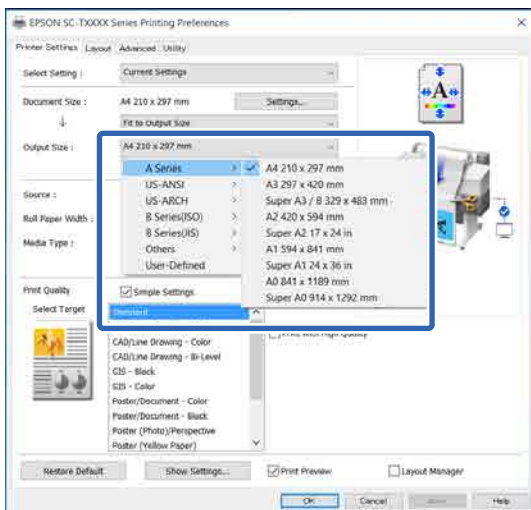 EPSON SC-TXXXX Series Printing Preferences
Printer Settings Layout Advanced Utility
Select Setting : Current Settings
Document Size : A4 210 x 297 mm Settings...
Fit to Output Size
Output Size : A4 210 x 297 mm
A Series A4 210 x 297 mm
US-ANSI A3 297 x 420 mm
US-ARCH Super A3 / B 329 x 483 mm
B Series(ISO) A2 420 x 594 mm
B Series(JIS) Super A2 17 x 24 in
Others A1 594 x 841 mm
User-Defined Super A1 24 x 36 in
A0 841 x 1189 mm
Super A0 914 x 1292 mm
Source :
Roll Paper Width :
Media Type :
Print Quality Simple Settings
Select Target Standard
Print with High Quality
CAD/Line Drawing - Color
CAD/Line Drawing - Bi-Level
GIS - Block
GIS - Color
Poster/Document - Color
Poster/Document - Black
Poster (Photo)/Perspective
Poster (Yellow Paper)
Restore Default Show Settings... Print Preview Layout Manager
OK Cancel Help
A